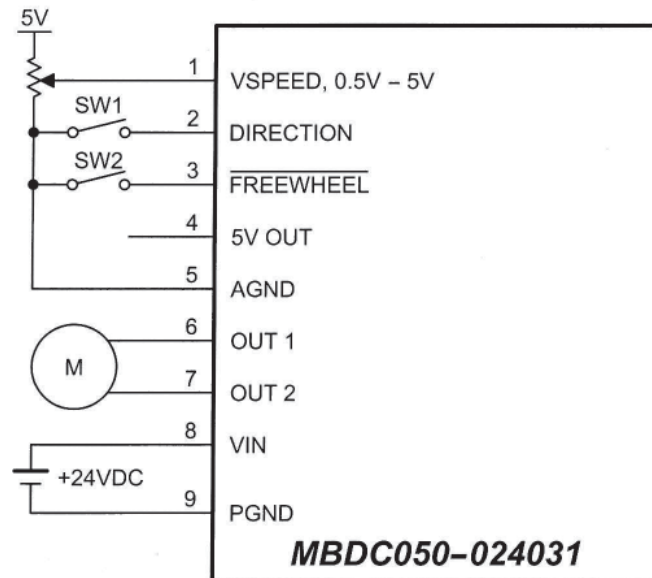 5V
1
VSPEED, 0.5V – 5V
SW1
2
DIRECTION
SW2
3
FREEWHEEL
4
5V OUT
5
AGND
6
OUT 1
M
7
OUT 2
8
VIN
+24VDC
9
PGND
MBDC050–024031